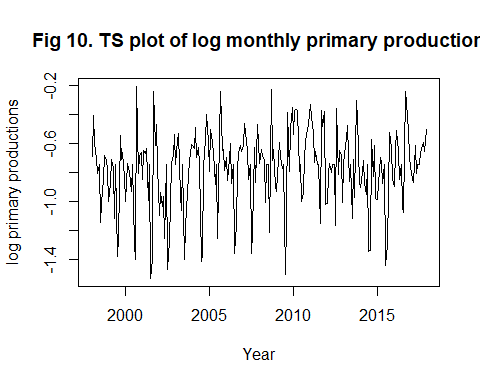 Fig 10. TS plot of log monthly primary production
log primary productions
-0.2
-0.6
-1.0
-1.4
2000 2005 2010 2015
Year